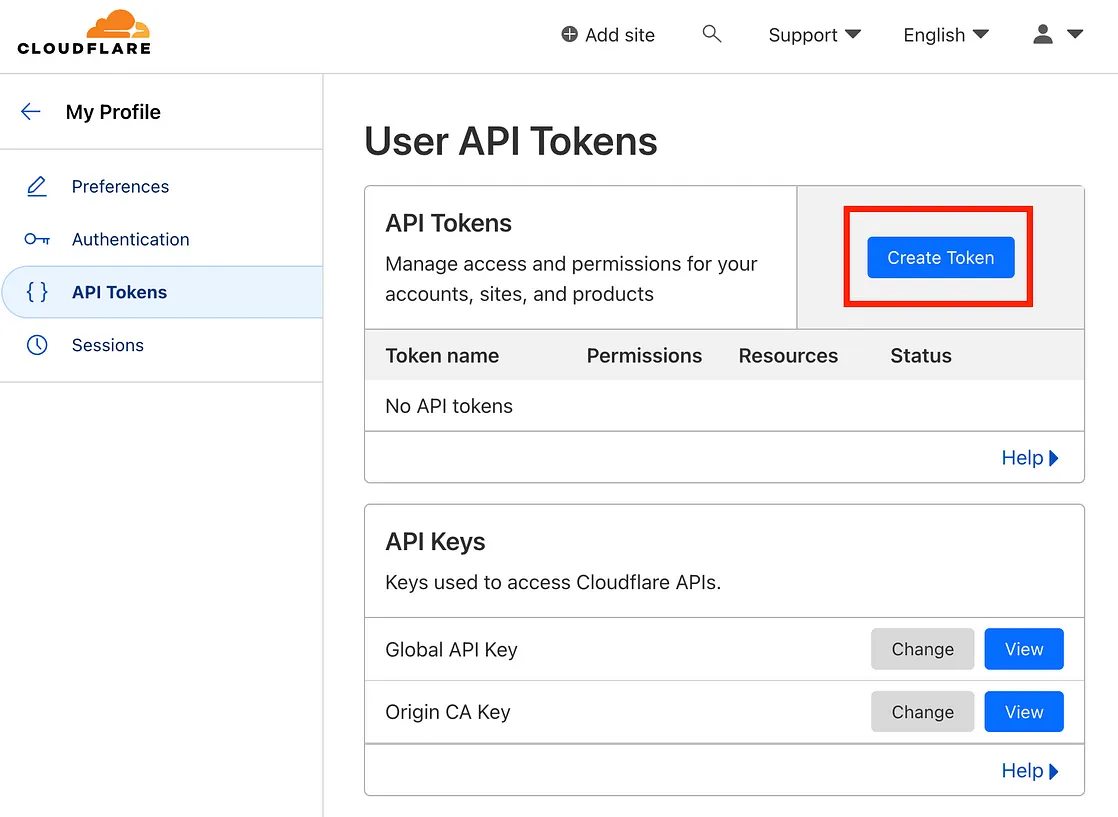 CLOUDFLARE
Add site
Support
English
My Profile
Preferences
Authentication
{ } API Tokens
Sessions
User API Tokens
API Tokens
Manage access and permissions for your
accounts, sites, and products
Create Token
Token name Permissions Resources Status
No API tokens
Help
API Keys
Keys used to access Cloudflare APIs.
Global API Key Change View
Origin CA Key Change View
Help